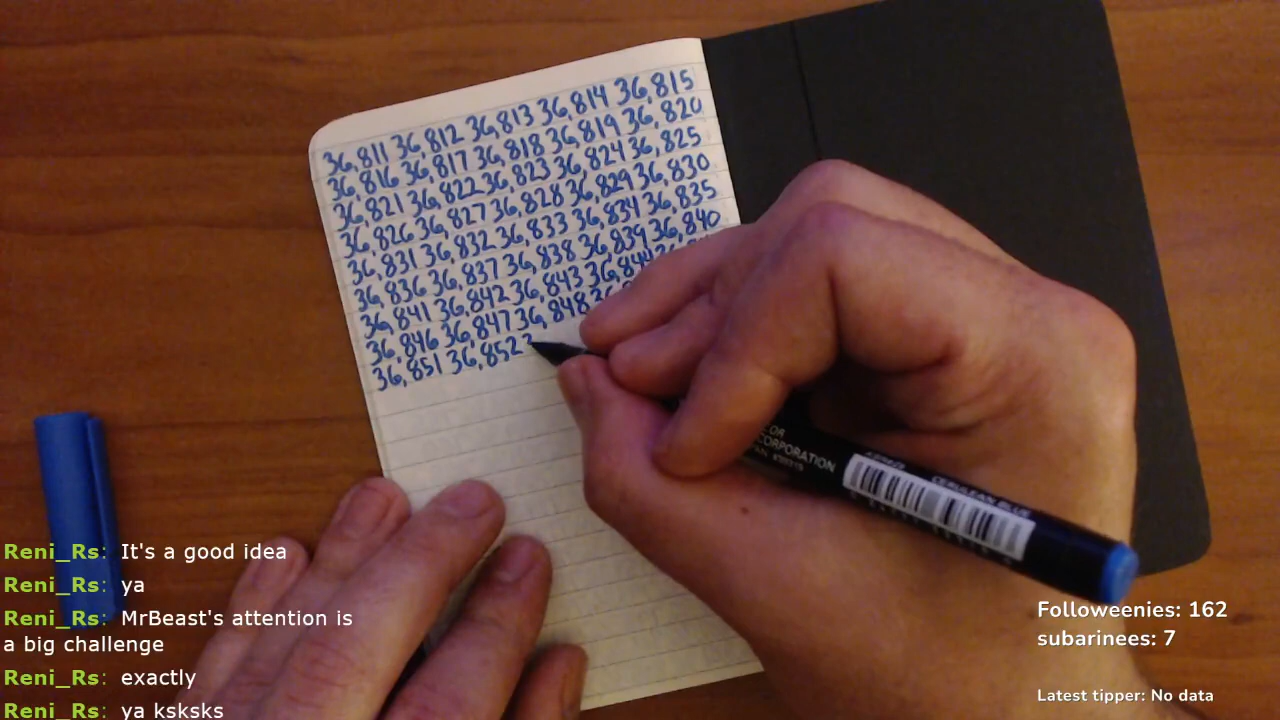 36,811 36,812 36,813 36,814 36,815
36,816 36,817 36,818 36,819 36,820
36,821 36,822 36,823 36,824 36,825
36,826 36,827 36,828 36,829 36,830
36,831 36,832 36,833 36,834 36,835
36,836 36,837 36,838 36,839 36,840
36,841 36,842 36,843 36,844
36,846 36,847 36,848
36,851 36,852
CORPORATION
CERULEAN BLUE
Reni_Rs: It's a good idea
Reni_Rs: ya
Reni_Rs: MrBeast's attention is
a big challenge
Reni_Rs: exactly
Reni_Rs: ya ksksks
Followeenies: 162
subarinees: 7
Latest tipper: No data